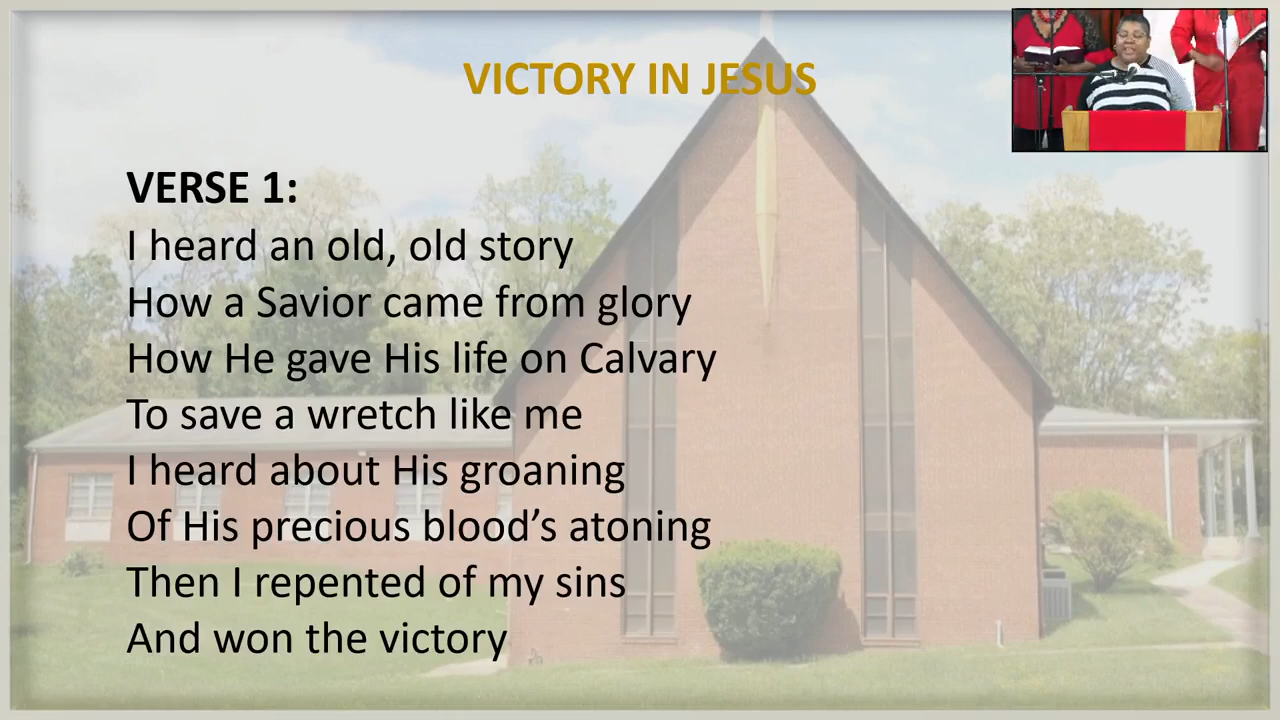 VICTORY IN JESUS
VERSE 1:
I heard an old, old story
How a Savior came from glory
How He gave His life on Calvary
To save a wretch like me
I heard about His groaning
Of His precious blood’s atoning
Then I repented of my sins
And won the victory